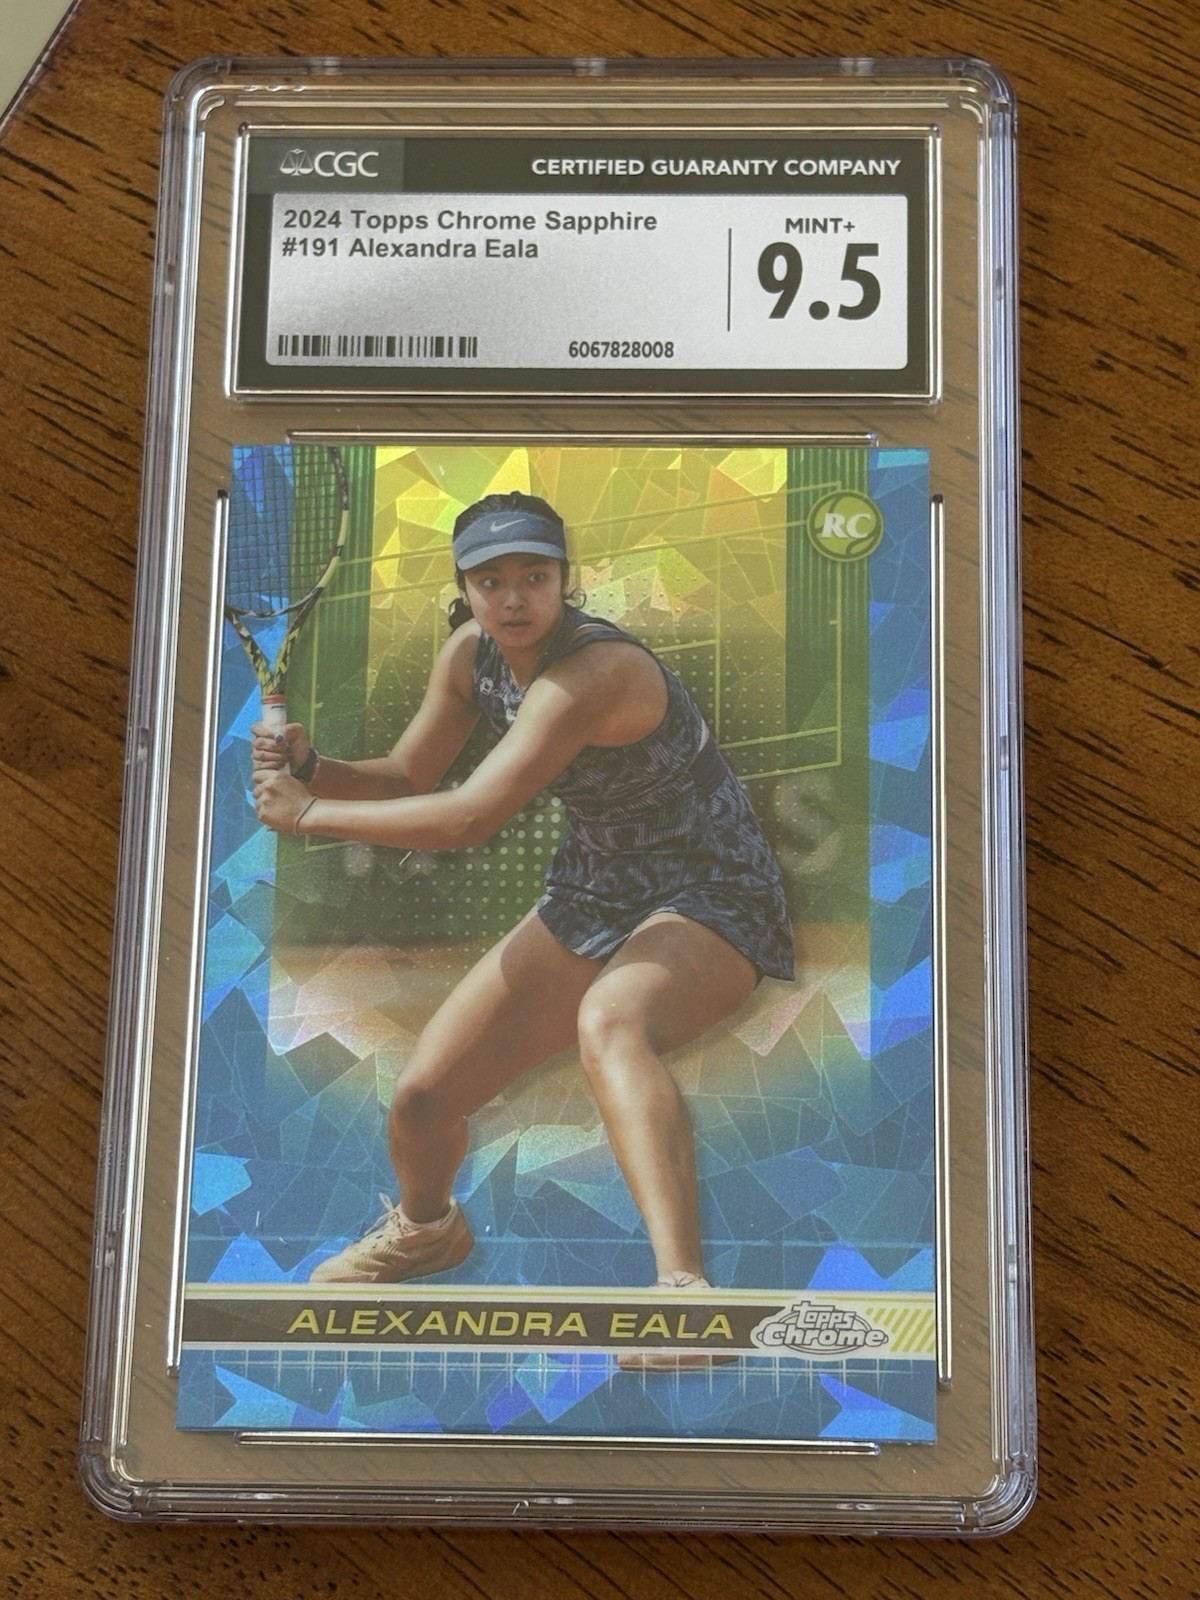 CGC
CERTIFIED GUARANTY COMPANY
2024 Topps Chrome Sapphire
#191 Alexandra Eala
MINT+
9.5
6067828008
RC
ALEXANDRA EALA
topps
Chrome